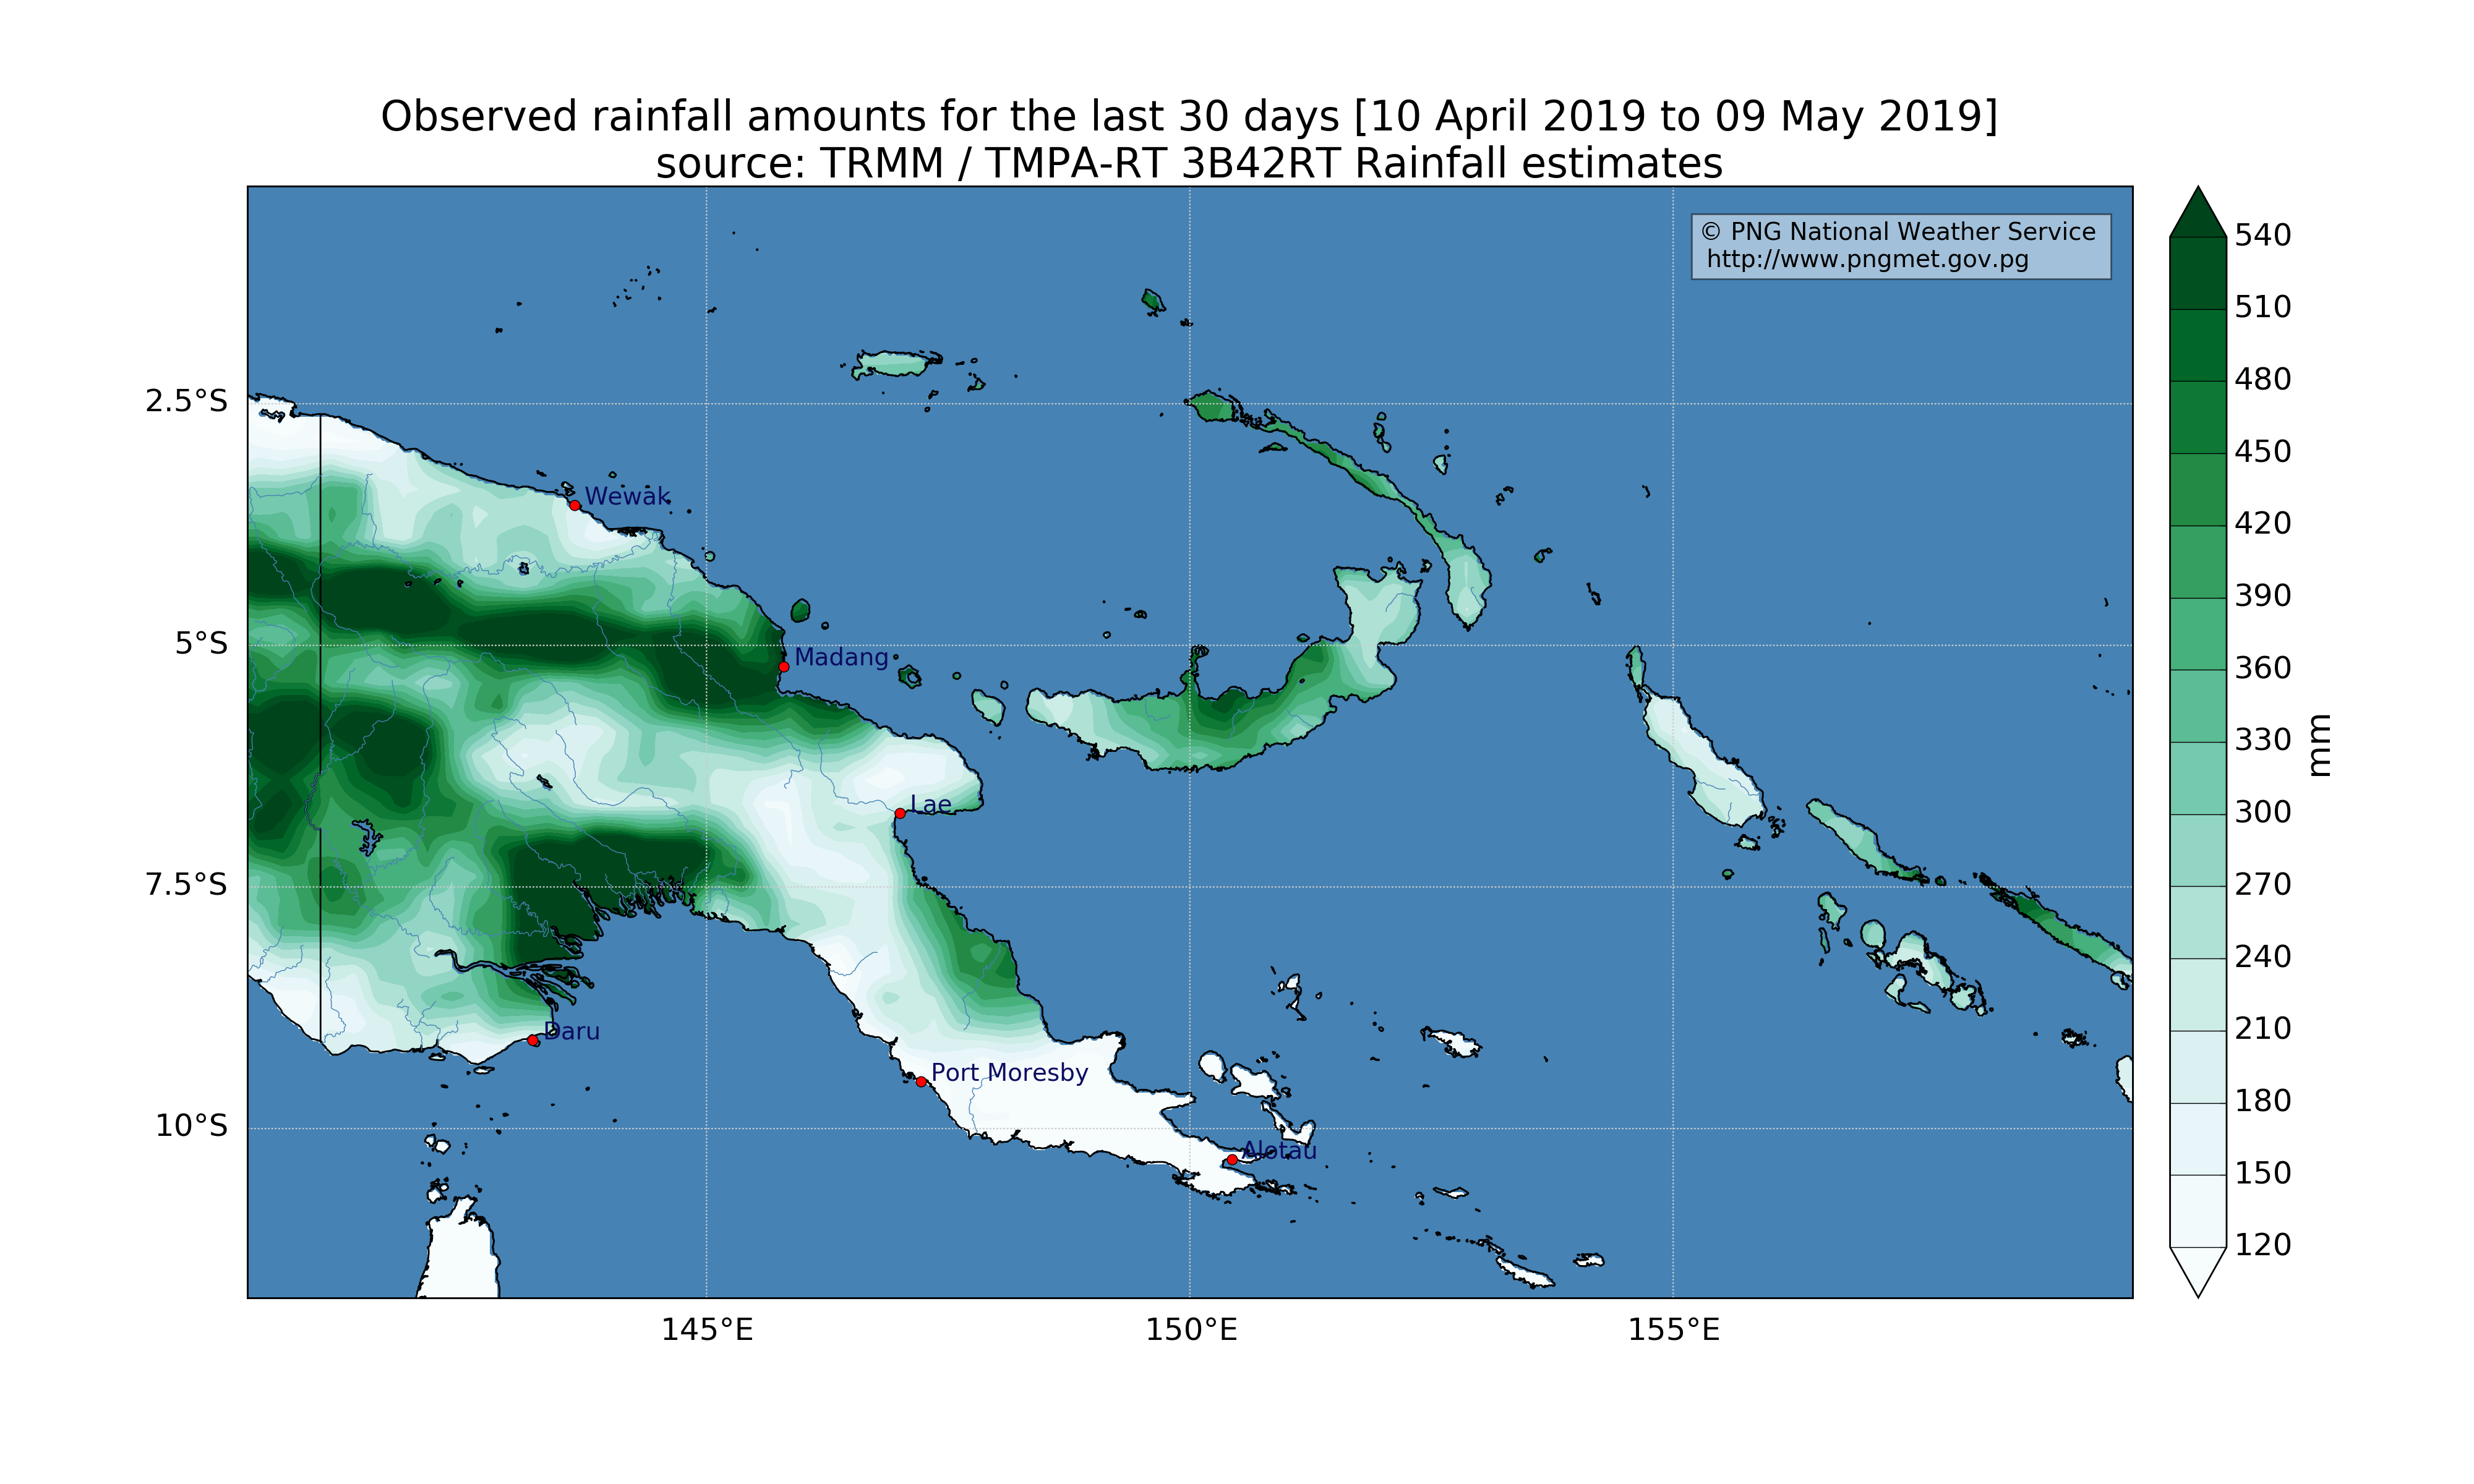 Observed rainfall amounts for the last 30 days [10 April 2019 to 09 May 2019]
source: TRMM / TMPA-RT 3B42RT Rainfall estimates
© PNG National Weather Service
http://www.pngmet.gov.pg
540
510
480
450
420
390
360
330
300
270
240
210
180
150
120
mm
2.5°S
5°S
7.5°S
10°S
Wewak
Madang
Lae
Daru
Port Moresby
Alotau
145°E
150°E
155°E